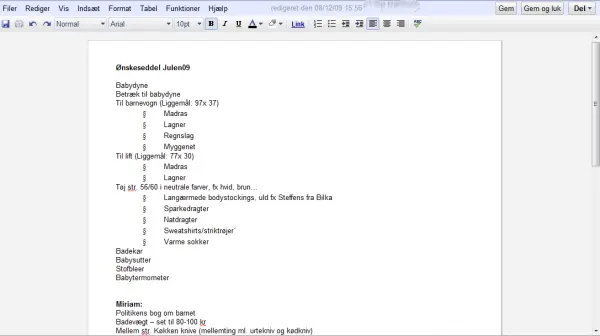 Filer Rediger Vis Indsæt Format Tabel Funktioner Hjælp redigeret den 08/12/09 15.56 Gem Gem og luk Del
Normal Arial 10pt B I U A Link
Ønskeseddel Julen09
Babydyne
Betræk til babydyne
Til barnevogn (Liggemål: 97x 37)
§ Madras
§ Lagner
§ Regnslag
§ Myggenet
Til lift (Liggemål: 77x 30)
§ Madras
§ Lagner
Tøj str. 56/60 i neutrale farver, fx hvid, brun...
§ Langærmede bodystockings, uld fx Steffens fra Bilka
§ Sparkedragter
§ Natdragter
§ Sweatshirts/striktrøjer´
§ Varme sokker
Badekar
Babysutter
Stofbleer
Babytermometer
Miriam:
Politikens bog om barnet
Badevægt – set til 80-100 kr
Mellem str. Køkken knive (mellemting ml. urtekniv og kødkniv)